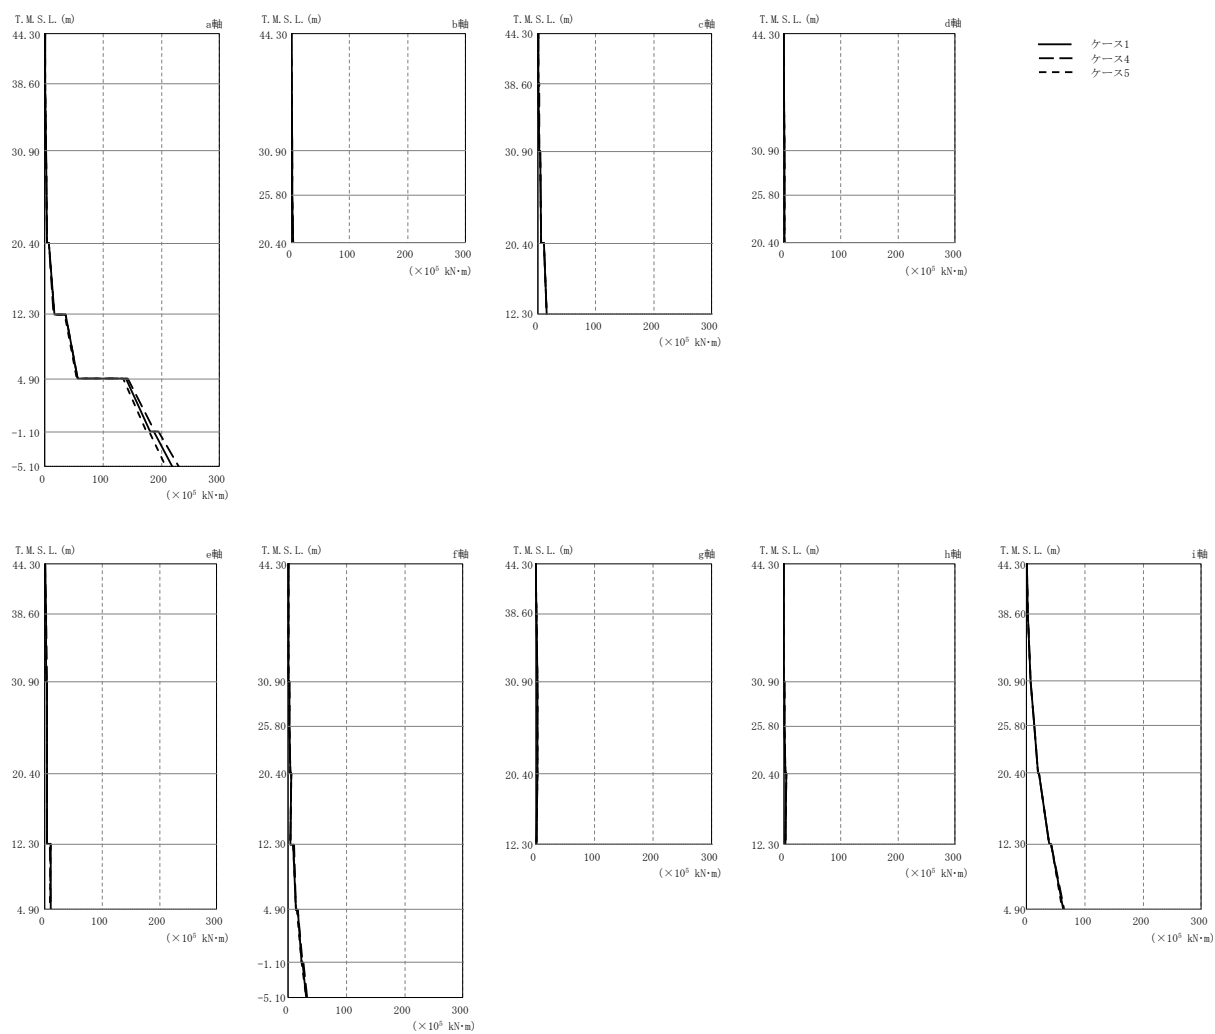 T.M.S.L.(m) a軸
44.30
38.60
30.90
20.40
12.30
4.90
-1.10
-5.10
0 100 200 300
(×10⁵ kN·m)
T.M.S.L.(m) b軸
44.30
30.90
25.80
20.40
0 100 200 300
(×10⁵ kN·m)
T.M.S.L.(m) c軸
44.30
38.60
30.90
20.40
12.30
0 100 200 300
(×10⁵ kN·m)
T.M.S.L.(m) d軸
44.30
30.90
25.80
20.40
0 100 200 300
(×10⁵ kN·m)
ケース1
ケース4
ケース5
T.M.S.L.(m) e軸
44.30
38.60
30.90
20.40
12.30
4.90
0 100 200 300
(×10⁵ kN·m)
T.M.S.L.(m) f軸
44.30
30.90
25.80
20.40
12.30
4.90
-1.10
-5.10
0 100 200 300
(×10⁵ kN·m)
T.M.S.L.(m) g軸
44.30
38.60
30.90
20.40
12.30
0 100 200 300
(×10⁵ kN·m)
T.M.S.L.(m) h軸
44.30
30.90
25.80
20.40
12.30
0 100 200 300
(×10⁵ kN·m)
T.M.S.L.(m) i軸
44.30
38.60
30.90
25.80
20.40
12.30
4.90
0 100 200 300
(×10⁵ kN·m)